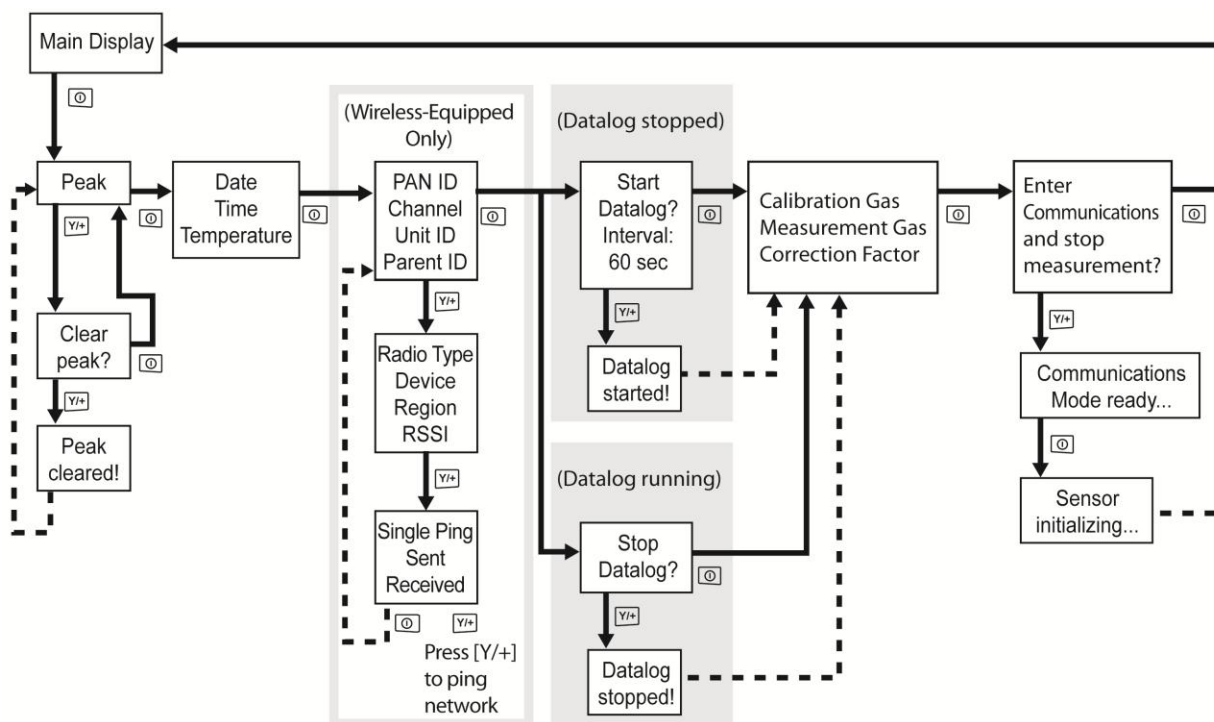 Main Display
Peak
Y/+
Clear
peak?
Y/+
Peak
cleared!
Date
Time
Temperature
(Wireless-Equipped
Only)
PAN ID
Channel
Unit ID
Parent ID
Y/+
Radio Type
Device
Region
RSSI
Y/+
Single Ping
Sent
Received
Y/+
Press [Y/+]
to ping
network
(Datalog stopped)
Start
Datalog?
Interval:
60 sec
Y/+
Datalog
started!
(Datalog running)
Stop
Datalog?
Y/+
Datalog
stopped!
Calibration Gas
Measurement Gas
Correction Factor
Enter
Communications
and stop
measurement?
Y/+
Communications
Mode ready...
Sensor
initializing...